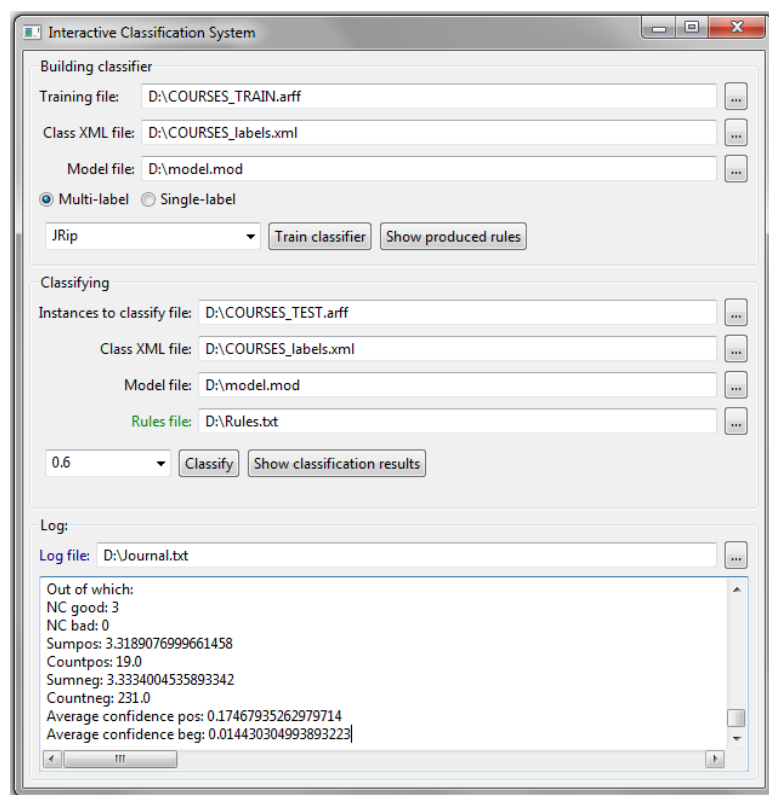 Interactive Classification System
Building classifier
Training file: D:\COURSES_TRAIN.arff ...
Class XML file: D:\COURSES_labels.xml ...
Model file: D:\model.mod ...
Multi-label Single-label
JRip Train classifier Show produced rules
Classifying
Instances to classify file: D:\COURSES_TEST.arff ...
Class XML file: D:\COURSES_labels.xml ...
Model file: D:\model.mod ...
Rules file: D:\Rules.txt ...
0.6 Classify Show classification results
Log:
Log file: D:\Journal.txt ...
Out of which:
NC good: 3
NC bad: 0
Sumpos: 3.3189076999661458
Countpos: 19.0
Sumneg: 3.3334004535893342
Countneg: 231.0
Average confidence pos: 0.17467935262979714
Average confidence beg: 0.014430304993893223